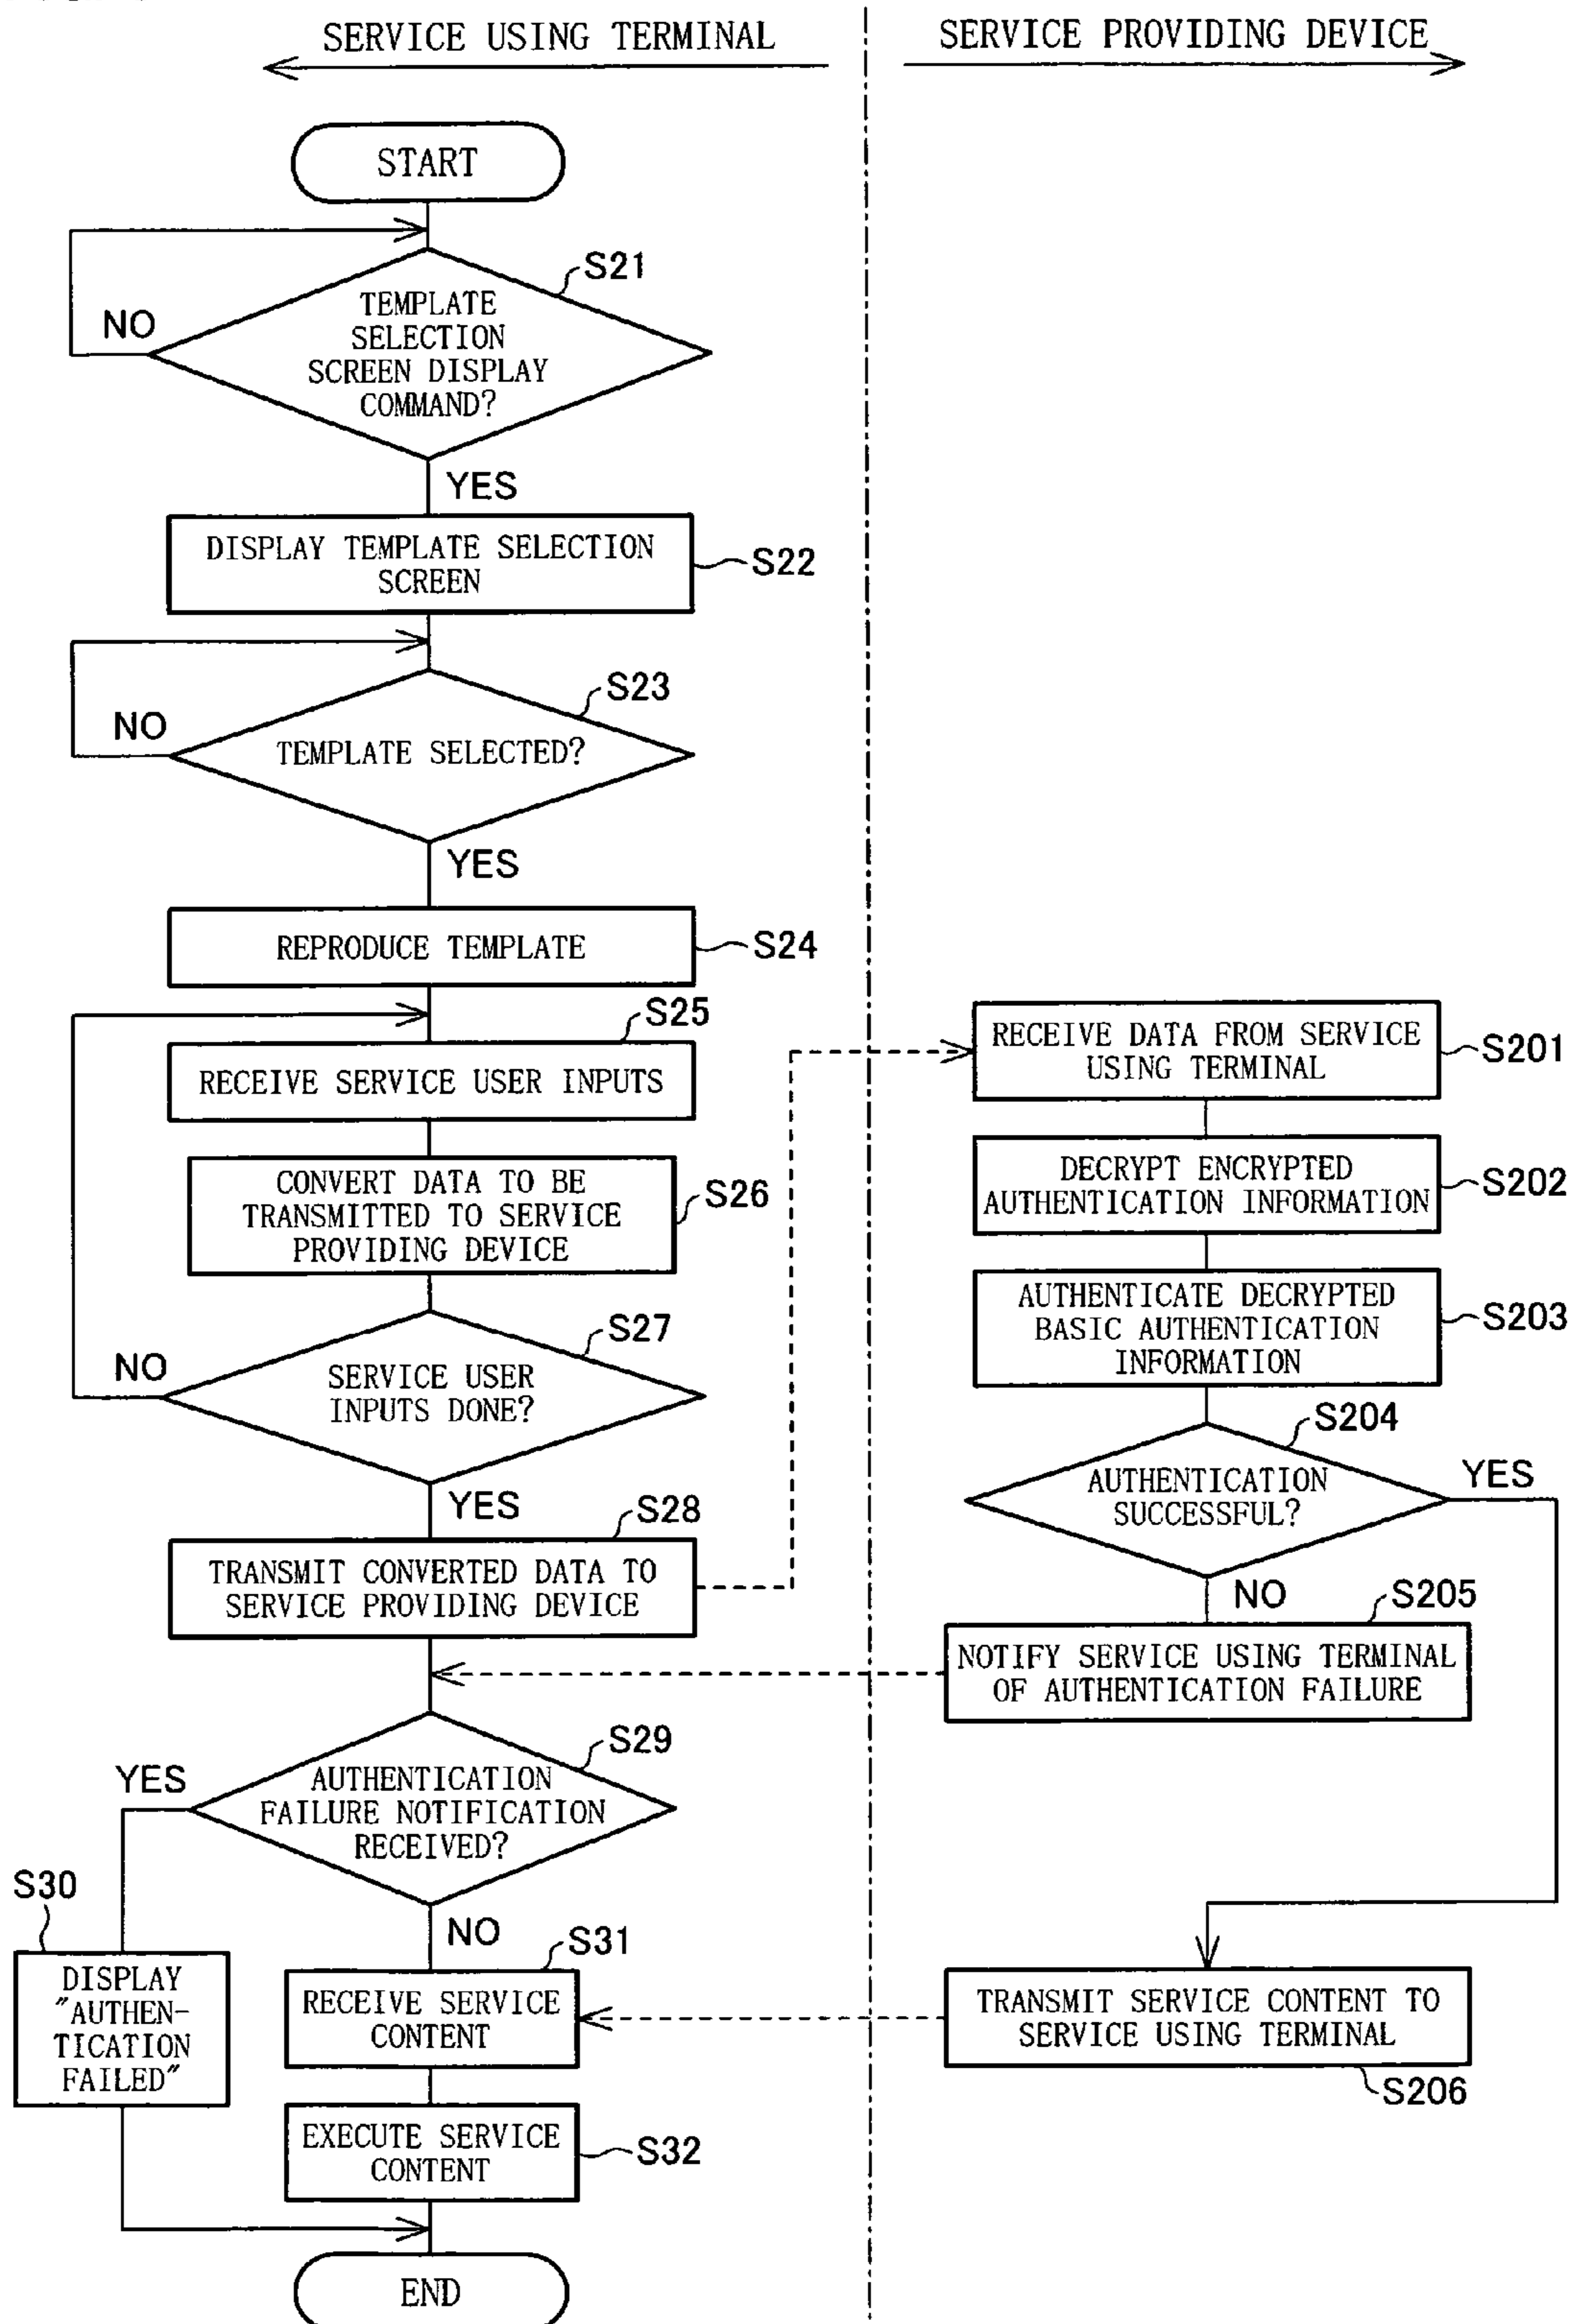 SERVICE USING TERMINAL
SERVICE PROVIDING DEVICE
START
S21
NO
TEMPLATE
SELECTION
SCREEN DISPLAY
COMMAND?
YES
DISPLAY TEMPLATE SELECTION
SCREEN
S22
S23
NO
TEMPLATE SELECTED?
YES
REPRODUCE TEMPLATE
S24
S25
RECEIVE SERVICE USER INPUTS
CONVERT DATA TO BE
TRANSMITTED TO SERVICE
PROVIDING DEVICE
S26
S27
NO
SERVICE USER
INPUTS DONE?
YES
S28
TRANSMIT CONVERTED DATA TO
SERVICE PROVIDING DEVICE
S29
YES
AUTHENTICATION
FAILURE NOTIFICATION
RECEIVED?
S30
NO
DISPLAY
"AUTHEN-
TICATION
FAILED"
S31
RECEIVE SERVICE
CONTENT
EXECUTE SERVICE
CONTENT
S32
END
RECEIVE DATA FROM SERVICE
USING TERMINAL
S201
DECRYPT ENCRYPTED
AUTHENTICATION INFORMATION
S202
AUTHENTICATE DECRYPTED
BASIC AUTHENTICATION
INFORMATION
S203
S204
AUTHENTICATION
SUCCESSFUL?
YES
NO
S205
NOTIFY SERVICE USING TERMINAL
OF AUTHENTICATION FAILURE
TRANSMIT SERVICE CONTENT TO
SERVICE USING TERMINAL
S206